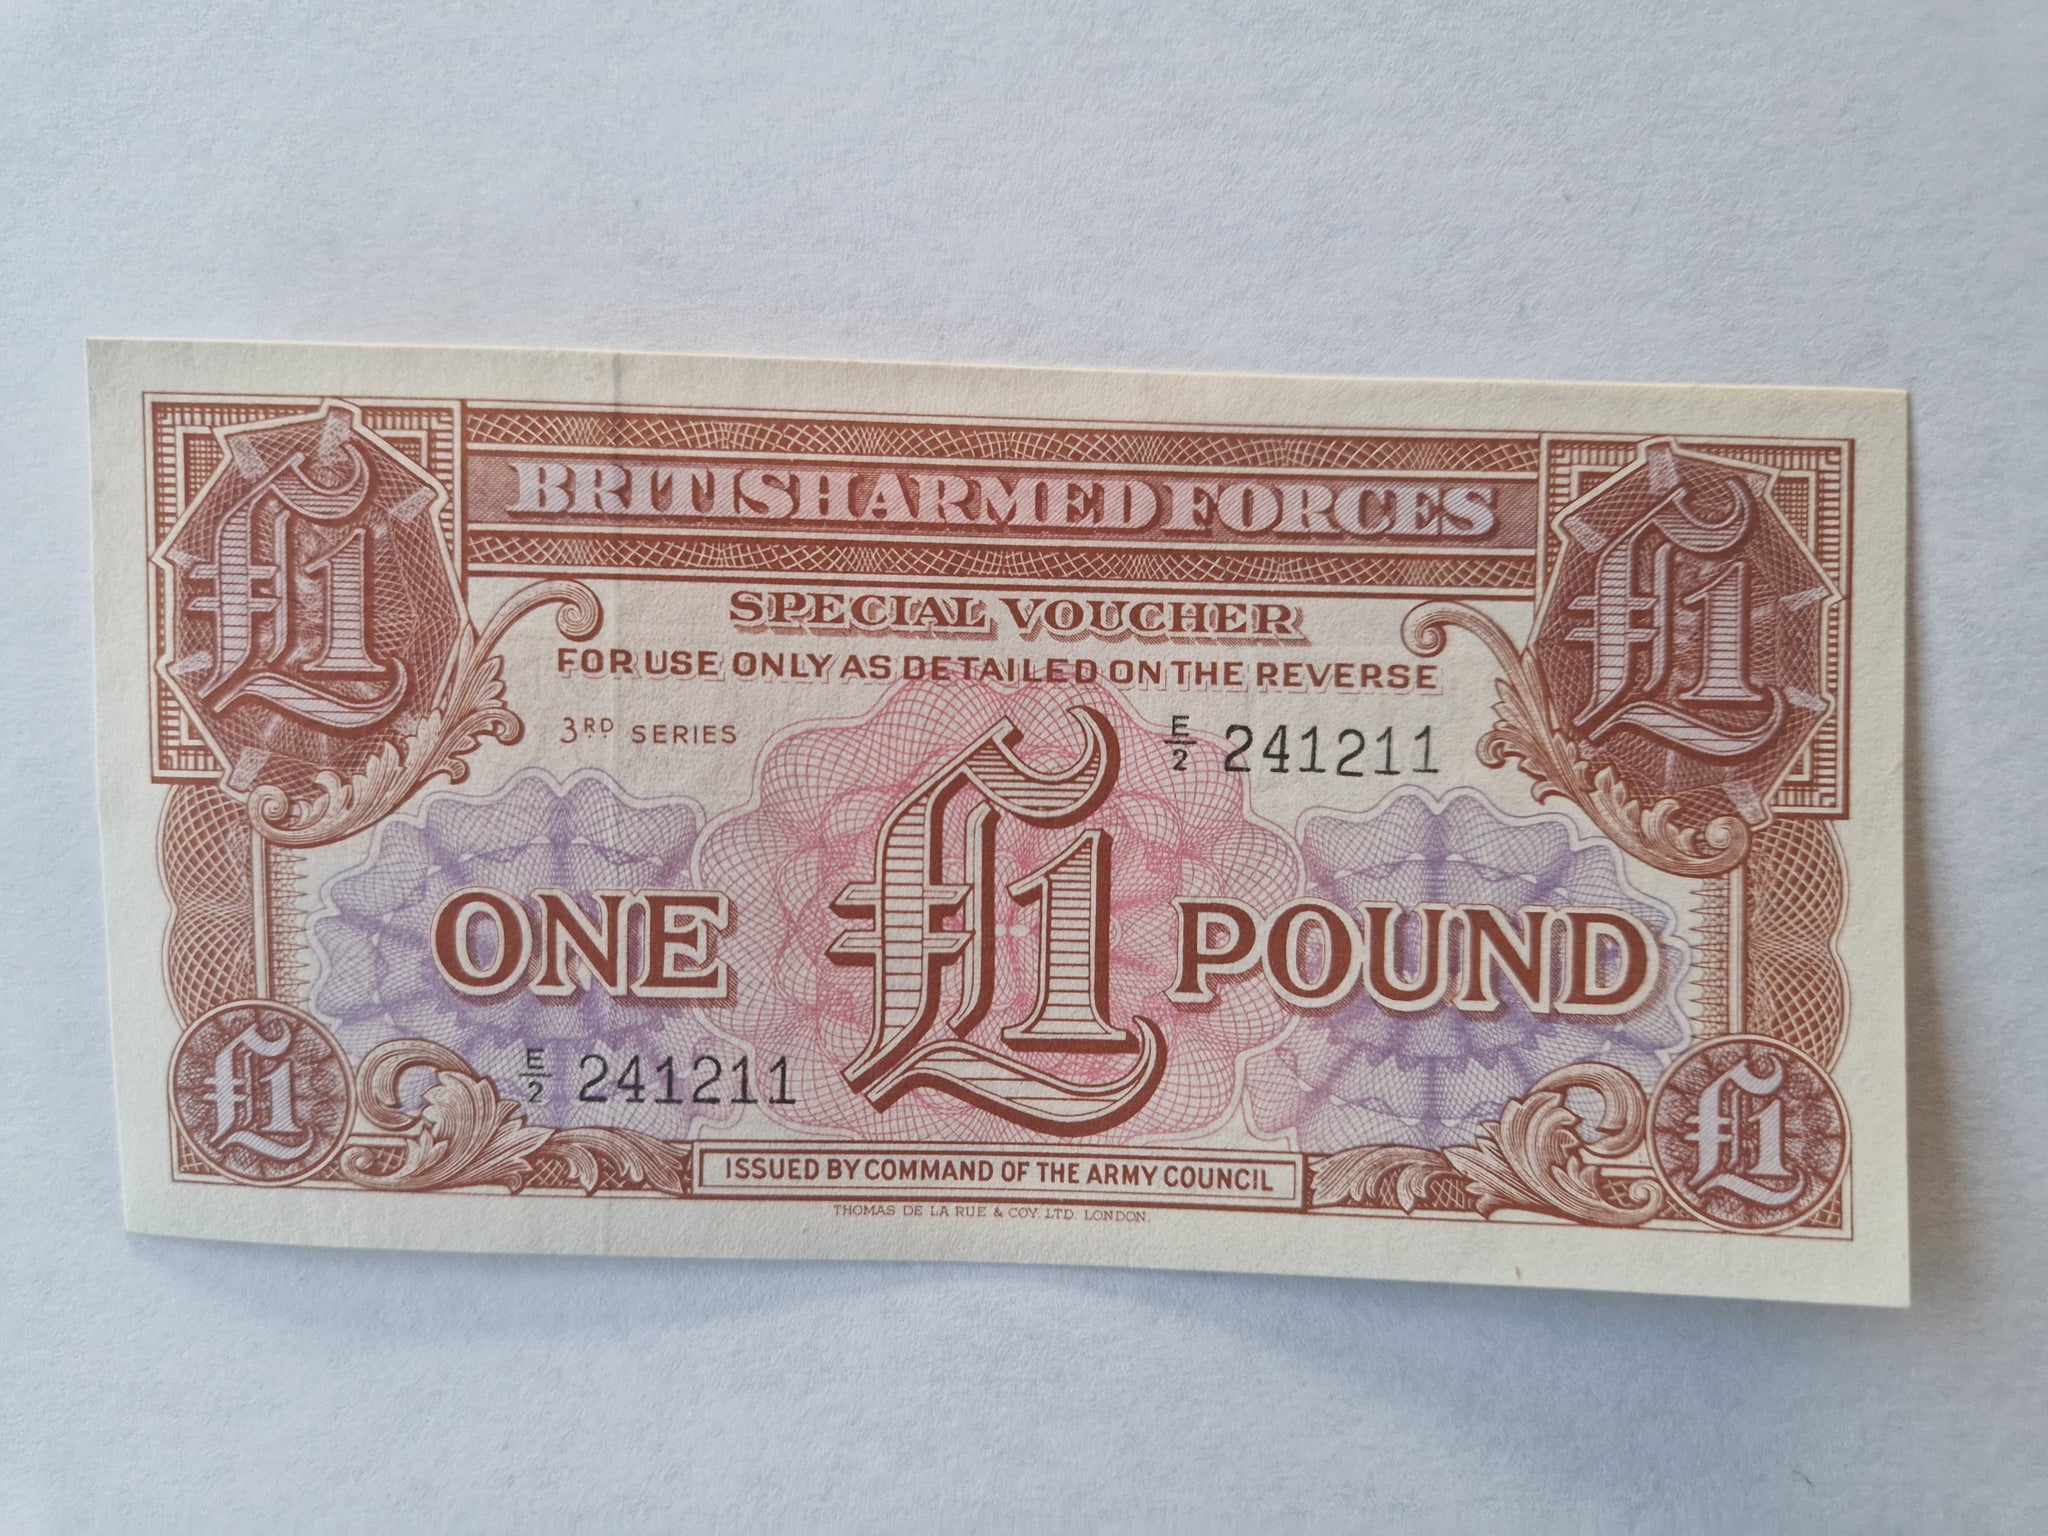 £1
£1
BRITISH ARMED FORCES
SPECIAL VOUCHER
FOR USE ONLY AS DETAILED ON THE REVERSE
3RD SERIES
E/2 241211
ONE £1 POUND
E/2 241211
£1
£1
ISSUED BY COMMAND OF THE ARMY COUNCIL
THOMAS DE LA RUE & COY. LTD. LONDON.